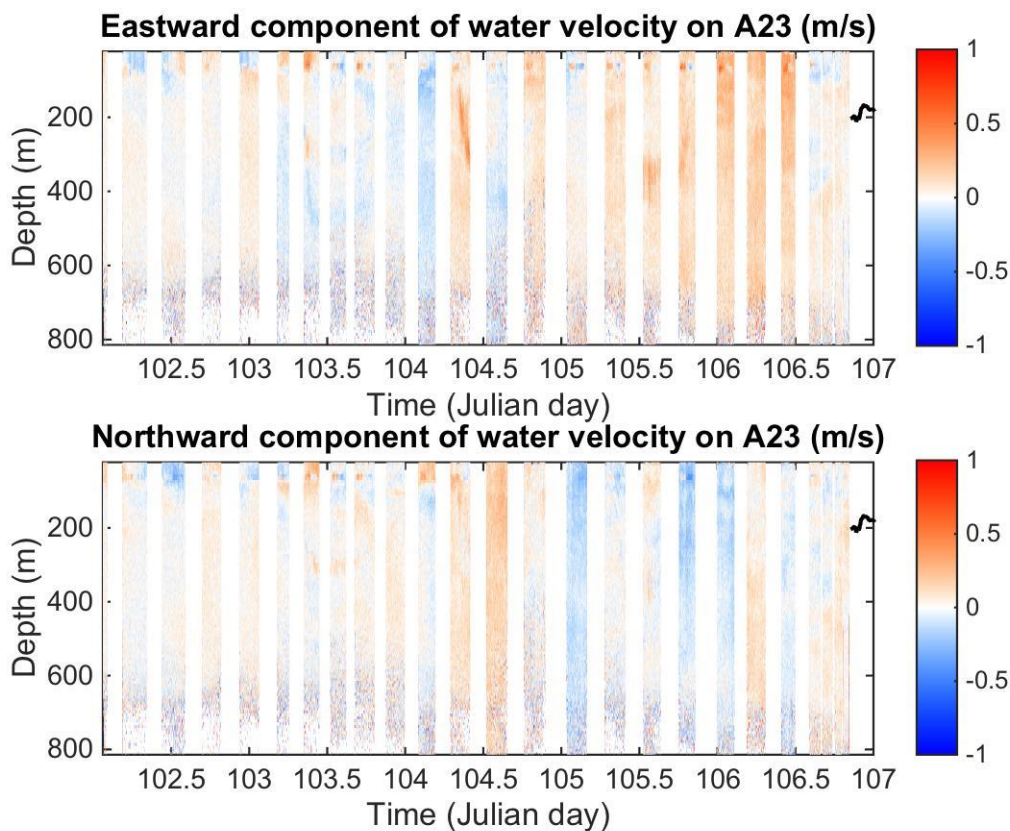 Eastward component of water velocity on A23 (m/s)
Depth (m)
200
400
600
800
102.5 103 103.5 104 104.5 105 105.5 106 106.5 107
Time (Julian day)
1
0.5
0
-0.5
-1
Northward component of water velocity on A23 (m/s)
Depth (m)
200
400
600
800
102.5 103 103.5 104 104.5 105 105.5 106 106.5 107
Time (Julian day)
1
0.5
0
-0.5
-1